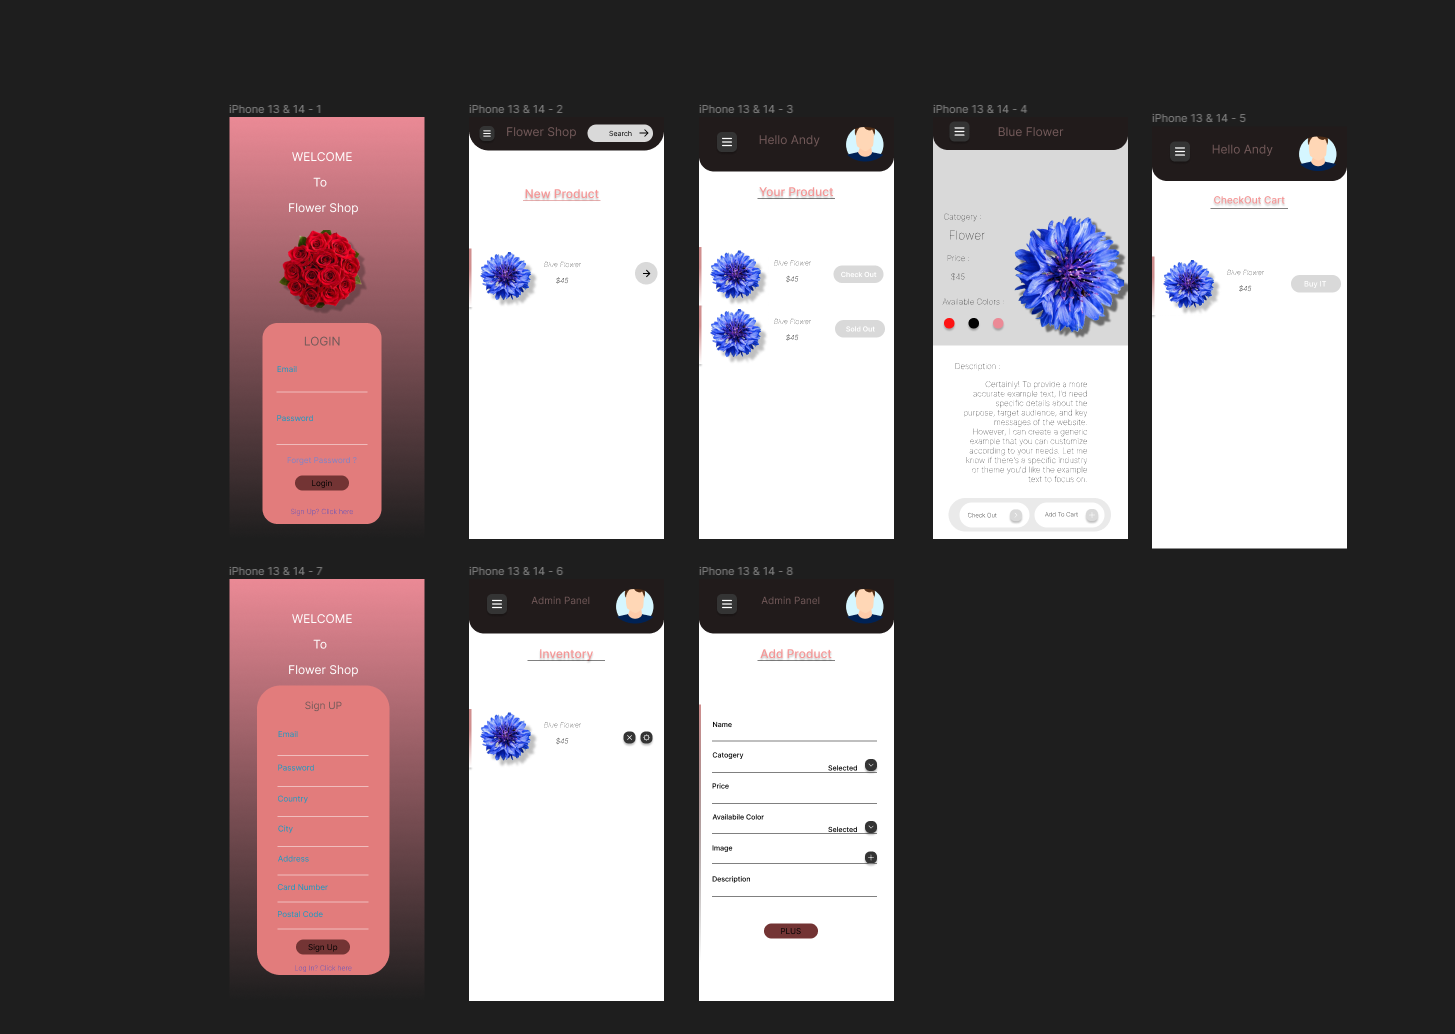 iPhone 13 & 14 - 1
WELCOME
To
Flower Shop
LOGIN
Email
Password
Forget Password ?
Login
Sign Up? Click here
iPhone 13 & 14 - 2
Flower Shop
Search
New Product
Blue Flower
$45
iPhone 13 & 14 - 3
Hello Andy
Your Product
Blue Flower
$45
Check Out
Blue Flower
$45
Sold Out
iPhone 13 & 14 - 4
Blue Flower
Catogery :
Flower
Price :
$45
Available Colors :
Description :
Certainly! To provide a more
accurate example text, I'd need
specific details about the
purpose, target audience, and key
messages of the website.
However, I can create a generic
example that you can customize
according to your needs. Let me
know if there's a specific industry
or theme you'd like the example
text to focus on.
Check Out
Add To Cart
iPhone 13 & 14 - 5
Hello Andy
CheckOut Cart
Blue Flower
$45
Buy IT
iPhone 13 & 14 - 7
WELCOME
To
Flower Shop
Sign UP
Email
Password
Country
City
Address
Card Number
Postal Code
Sign Up
Log In? Click here
iPhone 13 & 14 - 6
Admin Panel
Inventory
Blue Flower
$45
iPhone 13 & 14 - 8
Admin Panel
Add Product
Name
Catogery
Selected
Price
Availabile Color
Selected
Image
Description
PLUS